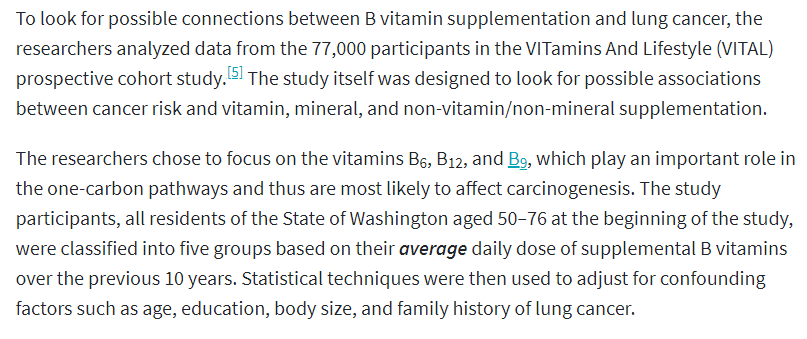 To look for possible connections between B vitamin supplementation and lung cancer, the
researchers analyzed data from the 77,000 participants in the VITamins And Lifestyle (VITAL)
prospective cohort study.[5] The study itself was designed to look for possible associations
between cancer risk and vitamin, mineral, and non-vitamin/non-mineral supplementation.
The researchers chose to focus on the vitamins B₆, B₁₂, and B₉, which play an important role in
the one-carbon pathways and thus are most likely to affect carcinogenesis. The study
participants, all residents of the State of Washington aged 50–76 at the beginning of the study,
were classified into five groups based on their average daily dose of supplemental B vitamins
over the previous 10 years. Statistical techniques were then used to adjust for confounding
factors such as age, education, body size, and family history of lung cancer.